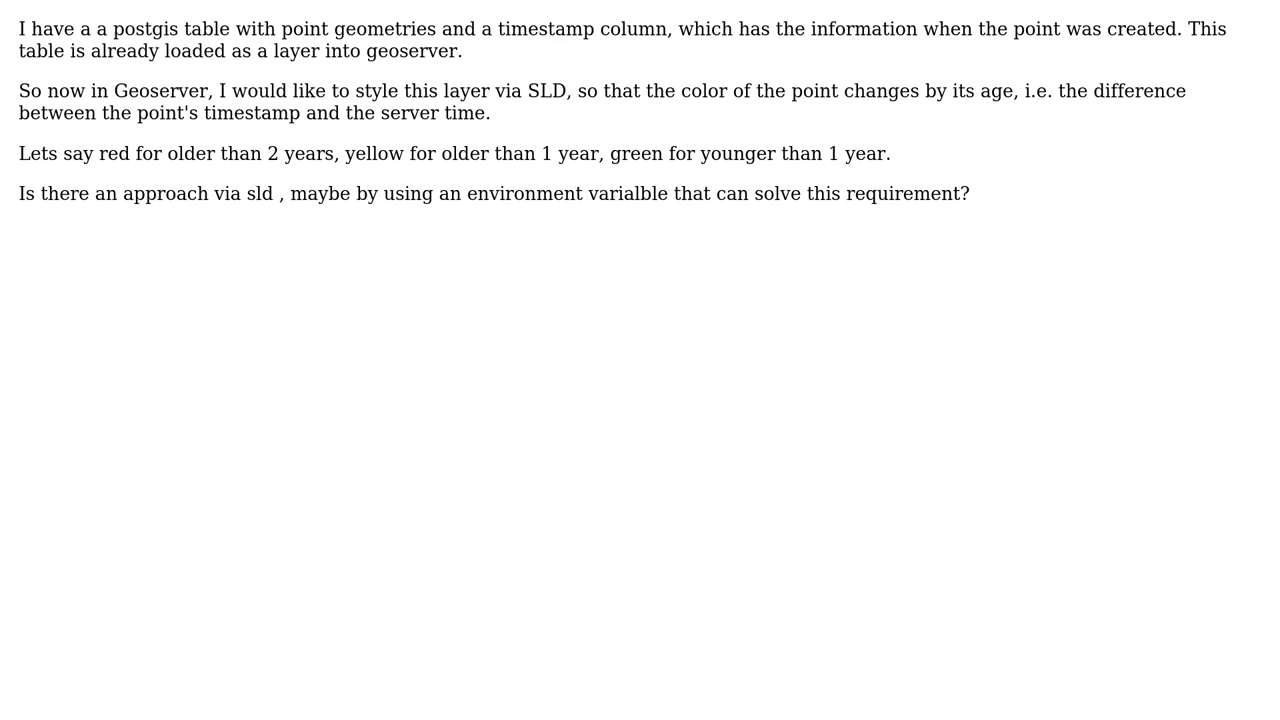 I have a a postgis table with point geometries and a timestamp column, which has the information when the point was created. This
table is already loaded as a layer into geoserver.
So now in Geoserver, I would like to style this layer via SLD, so that the color of the point changes by its age, i.e. the difference
between the point's timestamp and the server time.
Lets say red for older than 2 years, yellow for older than 1 year, green for younger than 1 year.
Is there an approach via sld , maybe by using an environment varialble that can solve this requirement?